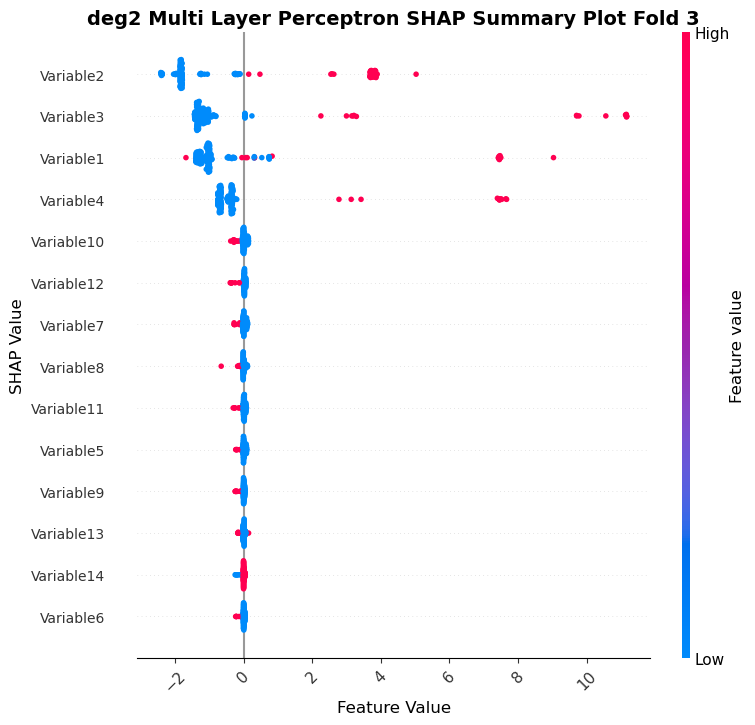 deg2 Multi Layer Perceptron SHAP Summary Plot Fold 3
High
Variable2
Variable3
Variable1
Variable4
Variable10
Variable12
Variable7
Variable8
Variable11
Variable5
Variable9
Variable13
Variable14
Variable6
SHAP Value
Feature value
Low
−2
0
2
4
6
8
10
Feature Value